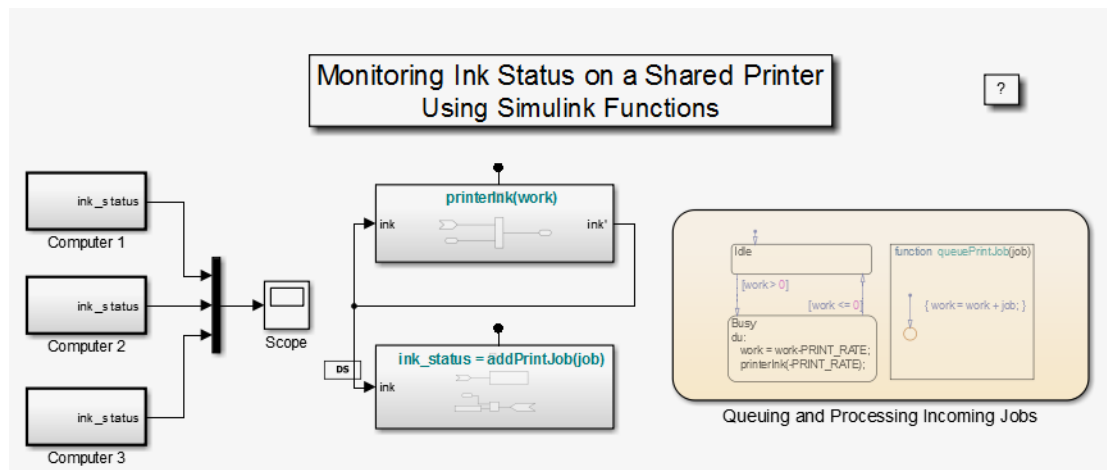 Monitoring Ink Status on a Shared Printer
Using Simulink Functions
?
ink_status
Computer 1
ink_status
Computer 2
ink_status
Computer 3
Scope
printerInk(work)
ink
ink'
DS
ink_status = addPrintJob(job)
ink
Idle
[work> 0]
[work <= 0]
Busy
du:
work = work-PRINT_RATE;
printerInk(-PRINT_RATE);
function queuePrintJob(job)
{ work = work + job; }
Queuing and Processing Incoming Jobs